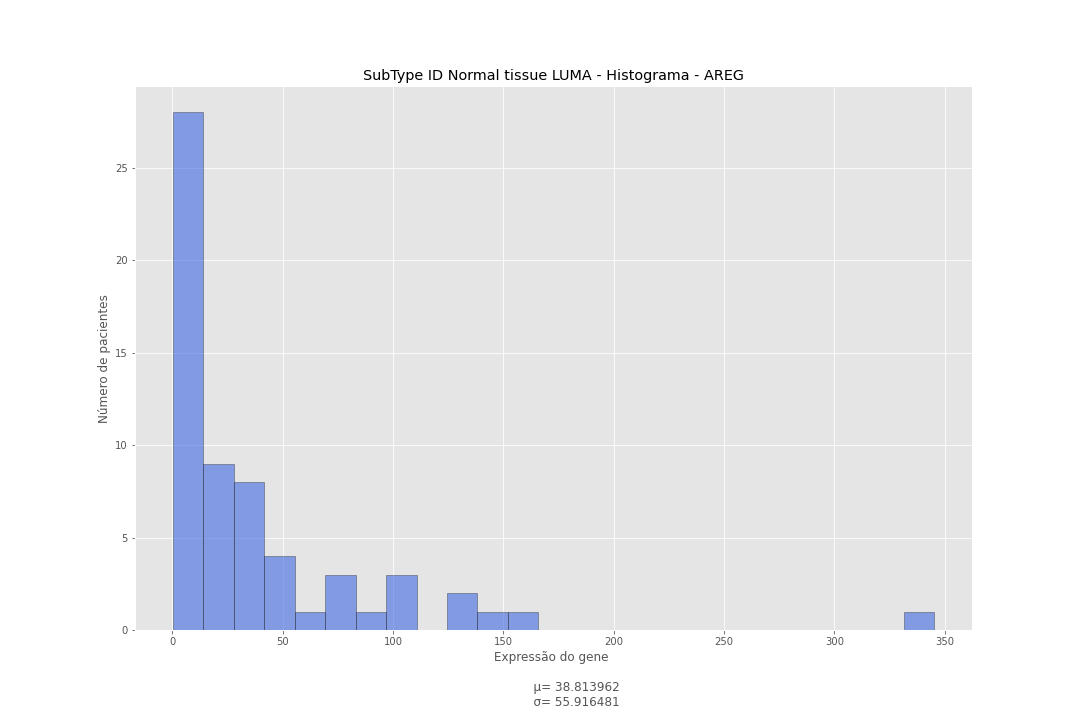 SubType ID Normal tissue LUMA - Histograma - AREG
Número de pacientes
25
20
15
10
5
0
0 50 100 150 200 250 300 350
Expressão do gene
μ= 38.813962
σ= 55.916481